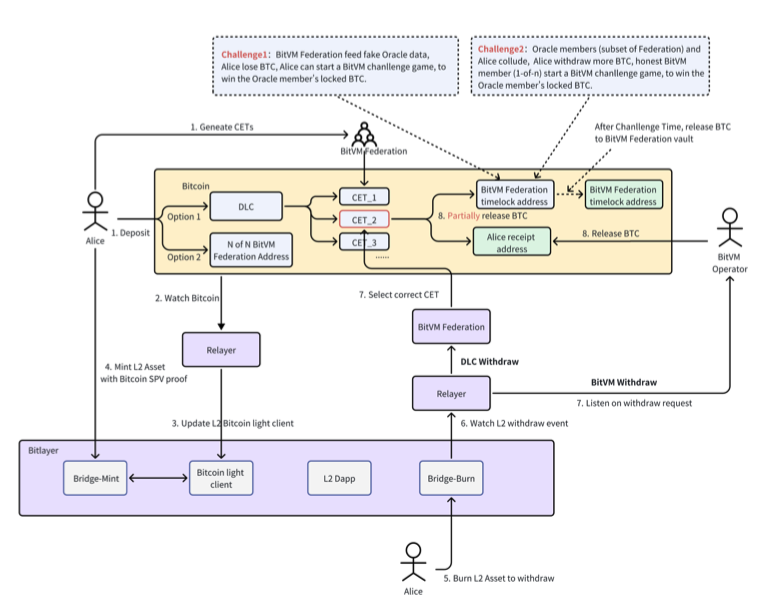 Challenge1: BitVM Federation feed fake Oracle data,
Alice lose BTC, Alice can start a BitVM chanllenge game, to
win the Oracle member's locked BTC.
Challenge2: Oracle members (subset of Federation) and
Alice collude, Alice withdraw more BTC, honest BitVM
member (1-of-n) start a BitVM chanllenge game, to win the
Oracle member's locked BTC.
1. Geneate CETs
BitVM Federation
After Chanllenge Time, release BTC
to BitVM Federation vault
Bitcoin
Option 1
DLC
CET_1
CET_2
CET_3
......
BitVM Federation
timelock address
BitVM Federation
timelock address
8. Partially release BTC
Alice
1. Deposit
Option 2
N of N BitVM
Federation Address
Alice receipt
address
8. Release BTC
BitVM
Operator
2. Watch Bitcoin
7. Select correct CET
BitVM Federation
Relayer
DLC Withdraw
4. Mint L2 Asset
with Bitcoin SPV proof
Relayer
BitVM Withdraw
7. Listen on withdraw request
3. Update L2 Bitcoin light client
6. Watch L2 withdraw event
Bitlayer
Bridge-Mint
Bitcoin light
client
L2 Dapp
Bridge-Burn
5. Burn L2 Asset to withdraw
Alice